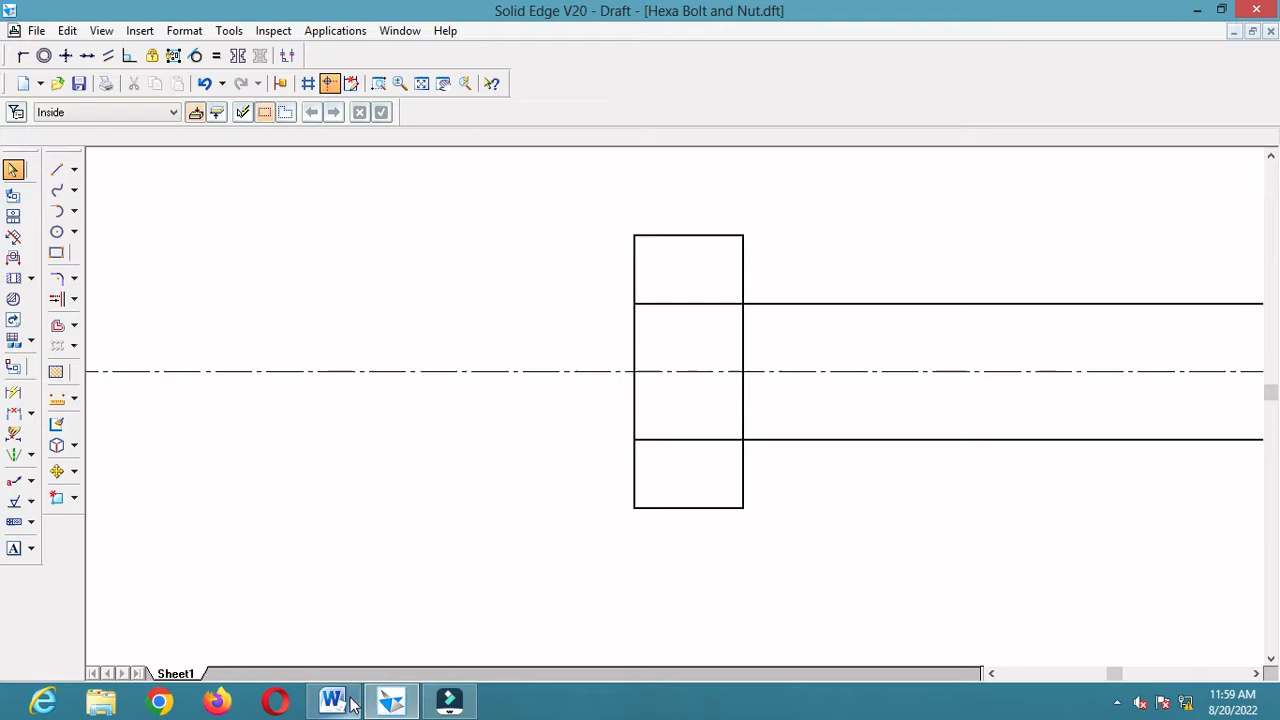 Solid Edge V20 - Draft - [Hexa Bolt and Nut.dft]
File Edit View Insert Format Tools Inspect Applications Window Help
Inside
A
Sheet1
W
11:59 AM
8/20/2022